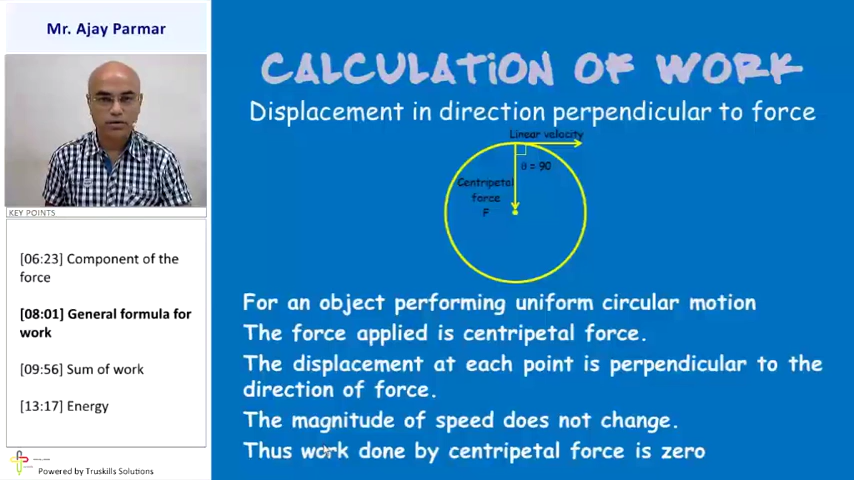 Mr. Ajay Parmar
KEY POINTS
[06:23] Component of the
force
[08:01] General formula for
work
[09:56] Sum of work
[13:17] Energy
Powered by Truskills Solutions
CALCULATION OF WORK
Displacement in direction perpendicular to force
Linear velocity
θ = 90
Centripetal
force
F
For an object performing uniform circular motion
The force applied is centripetal force.
The displacement at each point is perpendicular to the
direction of force.
The magnitude of speed does not change.
Thus work done by centripetal force is zero